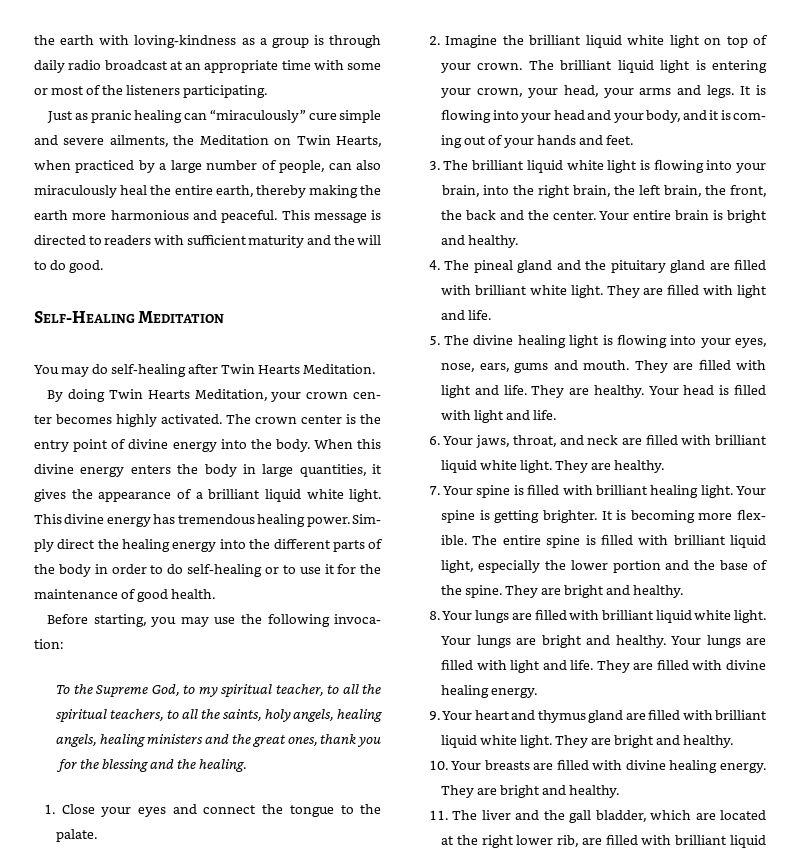 the earth with loving-kindness as a group is through
daily radio broadcast at an appropriate time with some
or most of the listeners participating.
Just as pranic healing can “miraculously” cure simple
and severe ailments, the Meditation on Twin Hearts,
when practiced by a large number of people, can also
miraculously heal the entire earth, thereby making the
earth more harmonious and peaceful. This message is
directed to readers with sufficient maturity and the will
to do good.
Self-Healing Meditation
You may do self-healing after Twin Hearts Meditation.
By doing Twin Hearts Meditation, your crown cen-
ter becomes highly activated. The crown center is the
entry point of divine energy into the body. When this
divine energy enters the body in large quantities, it
gives the appearance of a brilliant liquid white light.
This divine energy has tremendous healing power. Sim-
ply direct the healing energy into the different parts of
the body in order to do self-healing or to use it for the
maintenance of good health.
Before starting, you may use the following invoca-
tion:
To the Supreme God, to my spiritual teacher, to all the
spiritual teachers, to all the saints, holy angels, healing
angels, healing ministers and the great ones, thank you
for the blessing and the healing.
1. Close your eyes and connect the tongue to the
palate.
2. Imagine the brilliant liquid white light on top of
your crown. The brilliant liquid light is entering
your crown, your head, your arms and legs. It is
flowing into your head and your body, and it is com-
ing out of your hands and feet.
3. The brilliant liquid white light is flowing into your
brain, into the right brain, the left brain, the front,
the back and the center. Your entire brain is bright
and healthy.
4. The pineal gland and the pituitary gland are filled
with brilliant white light. They are filled with light
and life.
5. The divine healing light is flowing into your eyes,
nose, ears, gums and mouth. They are filled with
light and life. They are healthy. Your head is filled
with light and life.
6. Your jaws, throat, and neck are filled with brilliant
liquid white light. They are healthy.
7. Your spine is filled with brilliant healing light. Your
spine is getting brighter. It is becoming more flex-
ible. The entire spine is filled with brilliant liquid
light, especially the lower portion and the base of
the spine. They are bright and healthy.
8. Your lungs are filled with brilliant liquid white light.
Your lungs are bright and healthy. Your lungs are
filled with light and life. They are filled with divine
healing energy.
9. Your heart and thymus gland are filled with brilliant
liquid white light. They are bright and healthy.
10. Your breasts are filled with divine healing energy.
They are bright and healthy.
11. The liver and the gall bladder, which are located
at the right lower rib, are filled with brilliant liquid